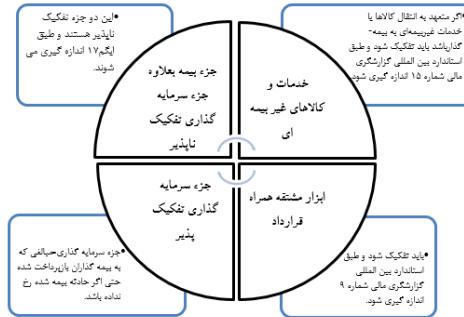 •اگر متعهد به انتقال کالاها یا
خدمات غیربیمه‌ای به بیمه-
گذارباشد باید تفکیک شود و طبق
استاندارد بین المللی گزارشگری
مالی شماره ۱۵ اندازه گیری شود.
•این دو جزء تفکیک
ناپذیر هستند و طبق
ایگم۱۷ اندازه گیری می
شوند.
خدمات و
کالاهای غیر بیمه
ای
جزء بیمه بعلاوه
جزء سرمایه
گذاری تفکیک
ناپذیر
ابزار مشتقه همراه
قرارداد
جزء سرمایه
گذاری تفکیک
پذیر
•باید تفکیک شود و طبق
استاندارد بین المللی
گزارشگری مالی شماره ۹
اندازه گیری شود.
•جزء سرمایه گذاری=مبالغی که
به بیمه گذاران بازپرداخت شده
حتی اگر حادثه بیمه شده رخ
نداده باشد.